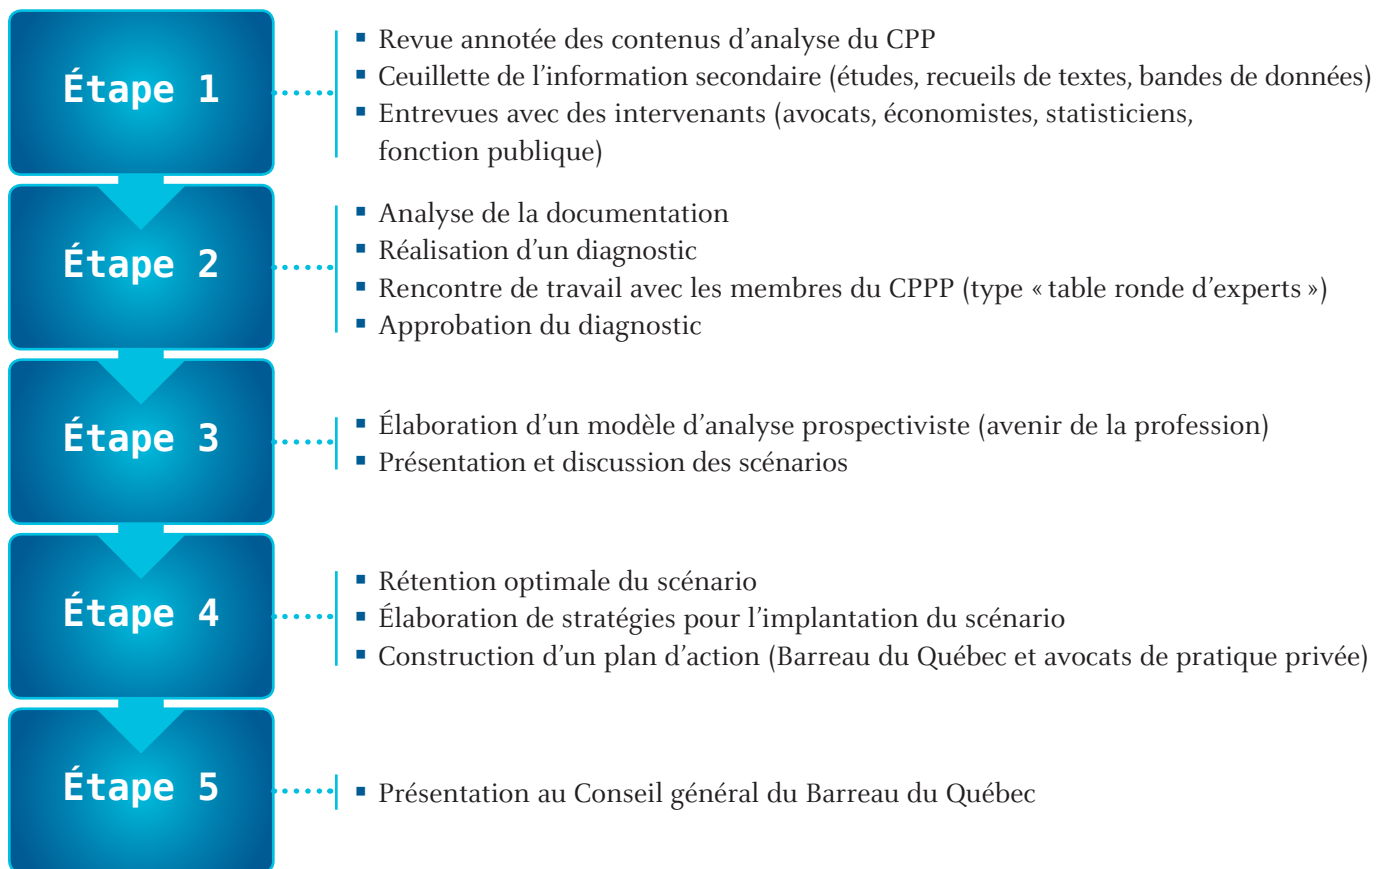 Étape 1
▪ Revue annotée des contenus d’analyse du CPP
▪ Ceuillette de l’information secondaire (études, recueils de textes, bandes de données)
▪ Entrevues avec des intervenants (avocats, économistes, statisticiens,
fonction publique)
Étape 2
▪ Analyse de la documentation
▪ Réalisation d’un diagnostic
▪ Rencontre de travail avec les membres du CPPP (type « table ronde d’experts »)
▪ Approbation du diagnostic
Étape 3
▪ Élaboration d’un modèle d’analyse prospectiviste (avenir de la profession)
▪ Présentation et discussion des scénarios
Étape 4
▪ Rétention optimale du scénario
▪ Élaboration de stratégies pour l’implantation du scénario
▪ Construction d’un plan d’action (Barreau du Québec et avocats de pratique privée)
Étape 5
▪ Présentation au Conseil général du Barreau du Québec